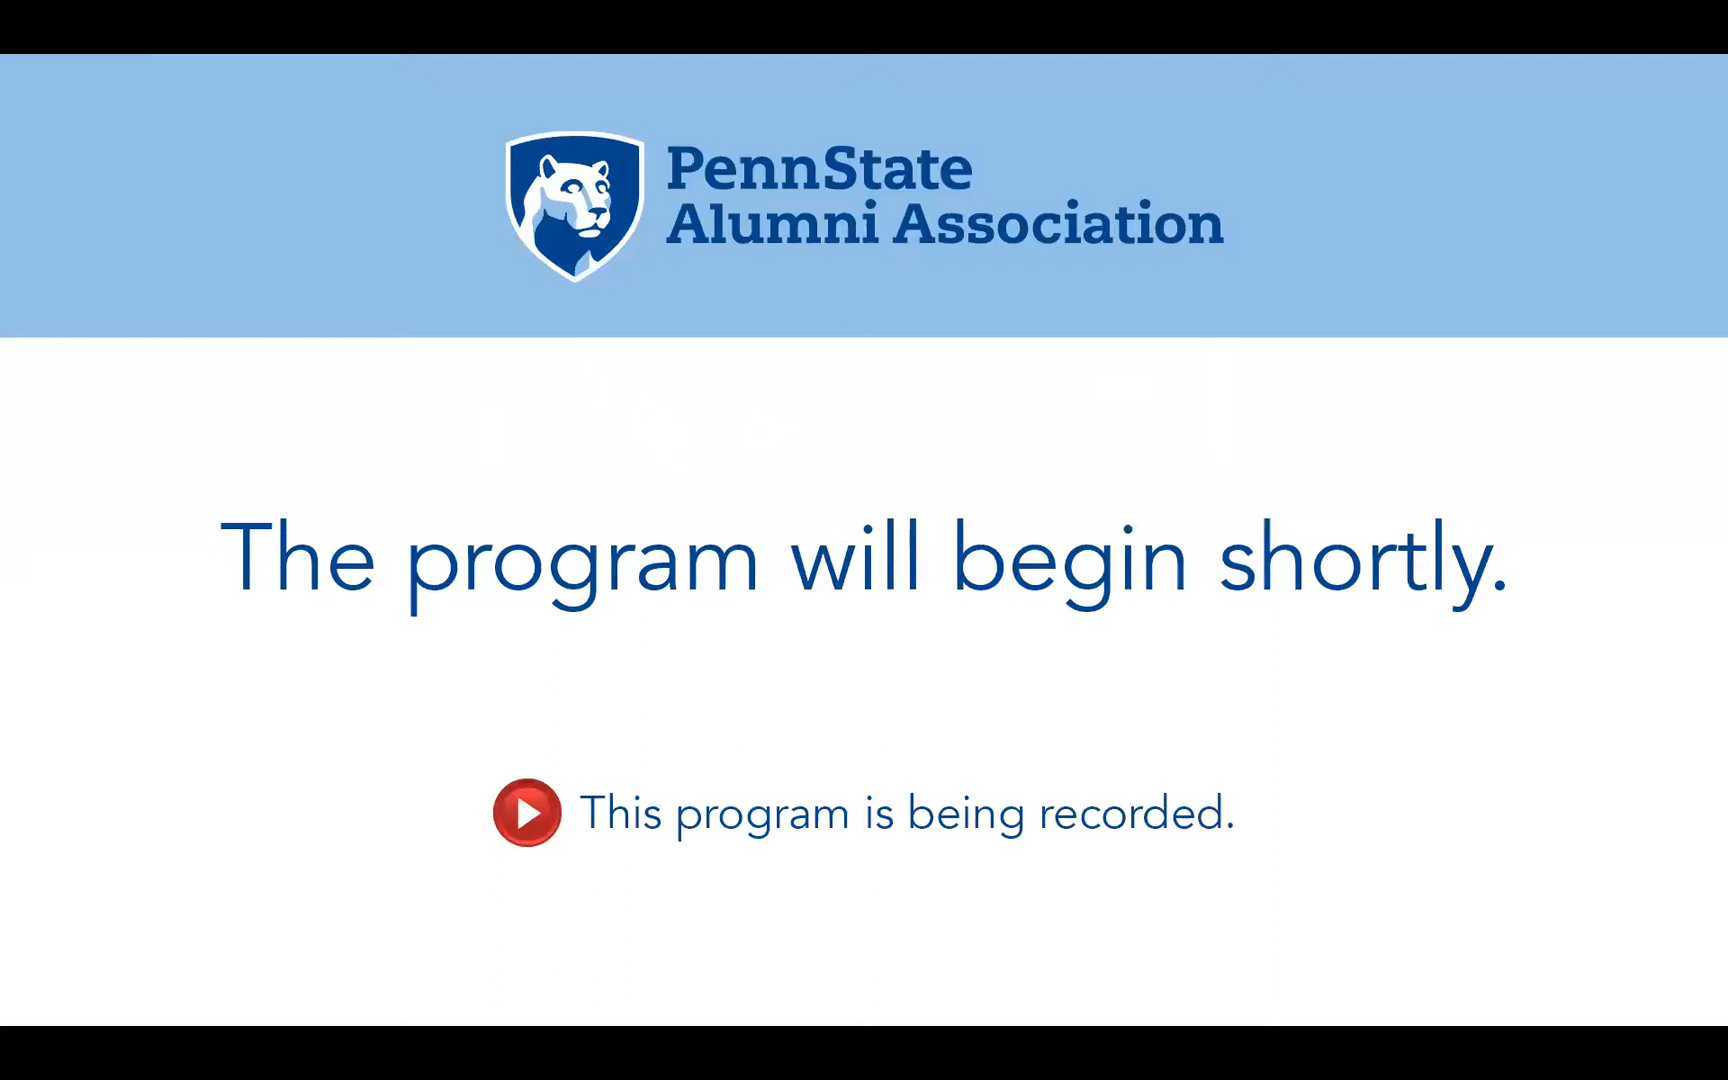 PennState
Alumni Association
The program will begin shortly.
This program is being recorded.